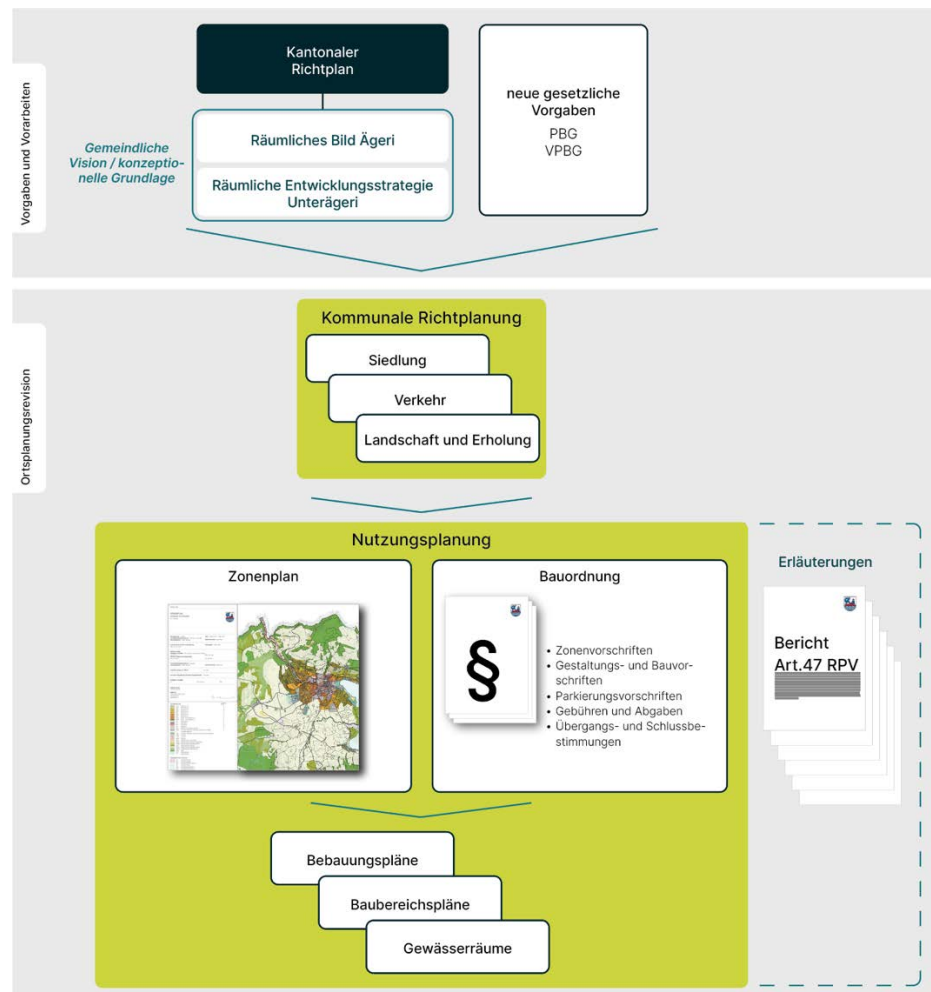 Vorgaben und Vorarbeiten
Kantonaler
Richtplan
Gemeindliche
Vision / konzeptio-
nelle Grundlage
Räumliches Bild Ägeri
Räumliche Entwicklungsstrategie
Unterägeri
neue gesetzliche
Vorgaben
PBG
VPBG
Ortsplanungsrevision
Kommunale Richtplanung
Siedlung
Verkehr
Landschaft und Erholung
Nutzungsplanung
Zonenplan
Bauordnung
§
• Zonenvorschriften
• Gestaltungs- und Bauvor-
schriften
• Parkierungsvorschriften
• Gebühren und Abgaben
• Übergangs- und Schlussbe-
stimmungen
Erläuterungen
Bericht
Art.47 RPV
Bebauungspläne
Baubereichspläne
Gewässerräume